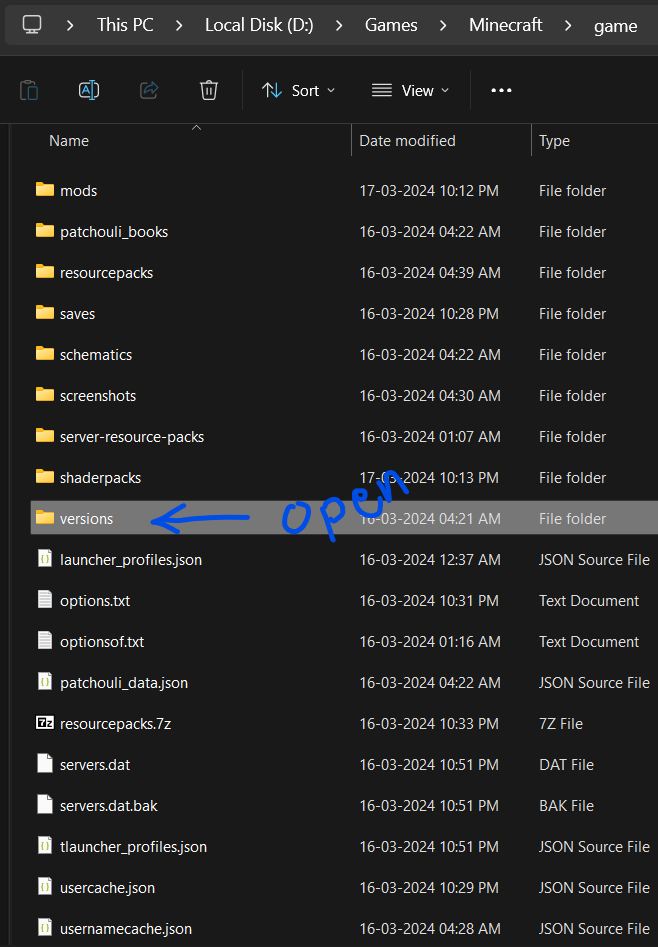 This PC > Local Disk (D:) > Games > Minecraft > game
Sort View
Name Date modified Type
mods 17-03-2024 10:12 PM File folder
patchouli_books 16-03-2024 04:22 AM File folder
resourcepacks 16-03-2024 04:39 AM File folder
saves 16-03-2024 10:28 PM File folder
schematics 16-03-2024 04:22 AM File folder
screenshots 16-03-2024 04:30 AM File folder
server-resource-packs 16-03-2024 01:07 AM File folder
shaderpacks 17-03-2024 10:13 PM File folder
versions open 16-03-2024 04:21 AM File folder
launcher_profiles.json 16-03-2024 12:37 AM JSON Source File
options.txt 16-03-2024 10:31 PM Text Document
optionsof.txt 16-03-2024 01:16 AM Text Document
patchouli_data.json 16-03-2024 04:22 AM JSON Source File
7z resourcepacks.7z 16-03-2024 10:33 PM 7Z File
servers.dat 16-03-2024 10:51 PM DAT File
servers.dat.bak 16-03-2024 10:51 PM BAK File
tlauncher_profiles.json 16-03-2024 10:51 PM JSON Source File
usercache.json 16-03-2024 10:29 PM JSON Source File
usernamecache.json 16-03-2024 04:28 AM JSON Source File